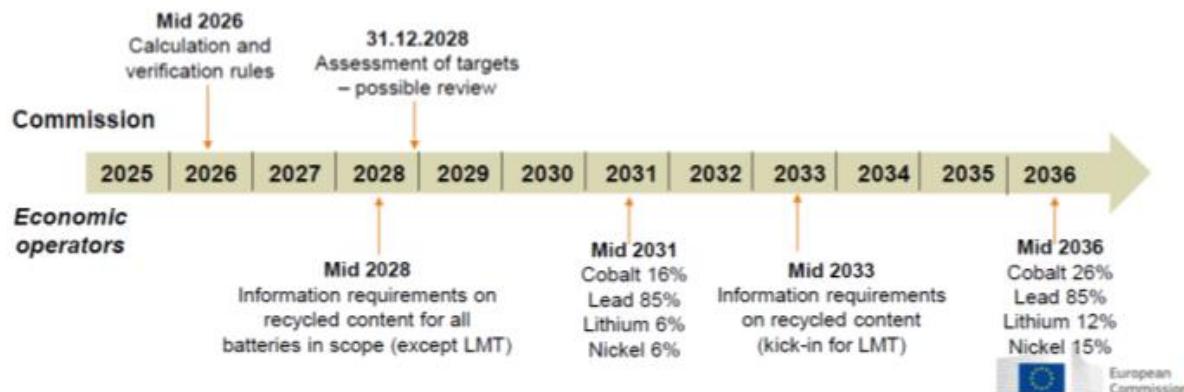 Mid 2026
Calculation and
verification rules
31.12.2028
Assessment of targets
– possible review
Commission
2025 2026 2027 2028 2029 2030 2031 2032 2033 2034 2035 2036
Economic
operators
Mid 2028
Information requirements on
recycled content for all
batteries in scope (except LMT)
Mid 2031
Cobalt 16%
Lead 85%
Lithium 6%
Nickel 6%
Mid 2033
Information requirements
on recycled content
(kick-in for LMT)
Mid 2036
Cobalt 26%
Lead 85%
Lithium 12%
Nickel 15%
European
Commission